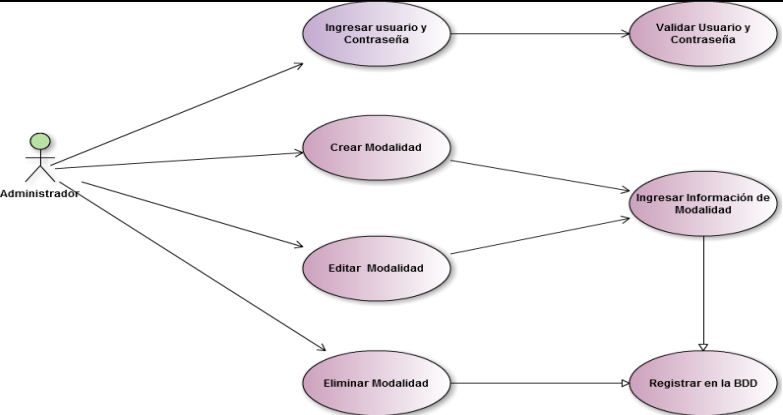 Ingresar usuario y
Contraseña
Validar Usuario y
Contraseña
Crear Modalidad
Administrador
Ingresar Información de
Modalidad
Editar Modalidad
Eliminar Modalidad
Registrar en la BDD